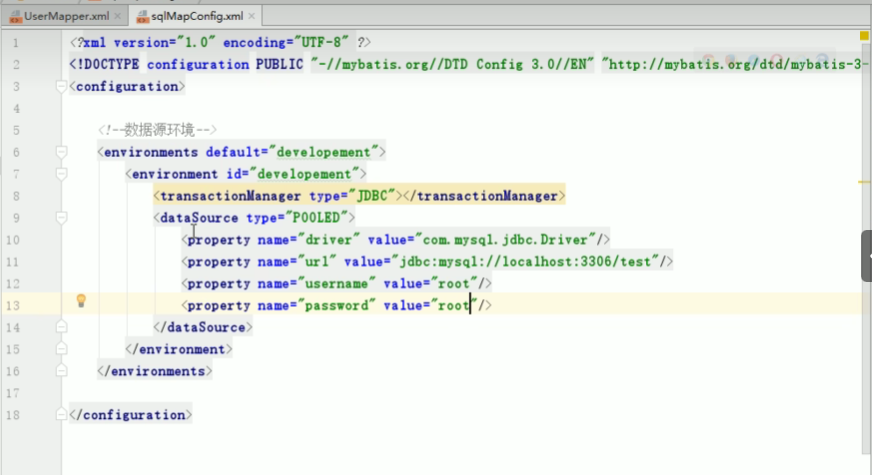 UserMapper.xml × sqlMapConfig.xml ×
1 <?xml version="1.0" encoding="UTF-8" ?>
2 <!DOCTYPE configuration PUBLIC "-//mybatis.org//DTD Config 3.0//EN" "http://mybatis.org/dtd/mybatis-3-
3 <configuration>
4
5 <!--数据源环境-->
6 <environments default="developement">
7 <environment id="developement">
8 <transactionManager type="JDBC"></transactionManager>
9 <dataSource type="POOLED">
10 <property name="driver" value="com.mysql.jdbc.Driver"/>
11 <property name="url" value="jdbc:mysql://localhost:3306/test"/>
12 <property name="username" value="root"/>
13 <property name="password" value="root"/>
14 </dataSource>
15 </environment>
16 </environments>
17
18 </configuration>